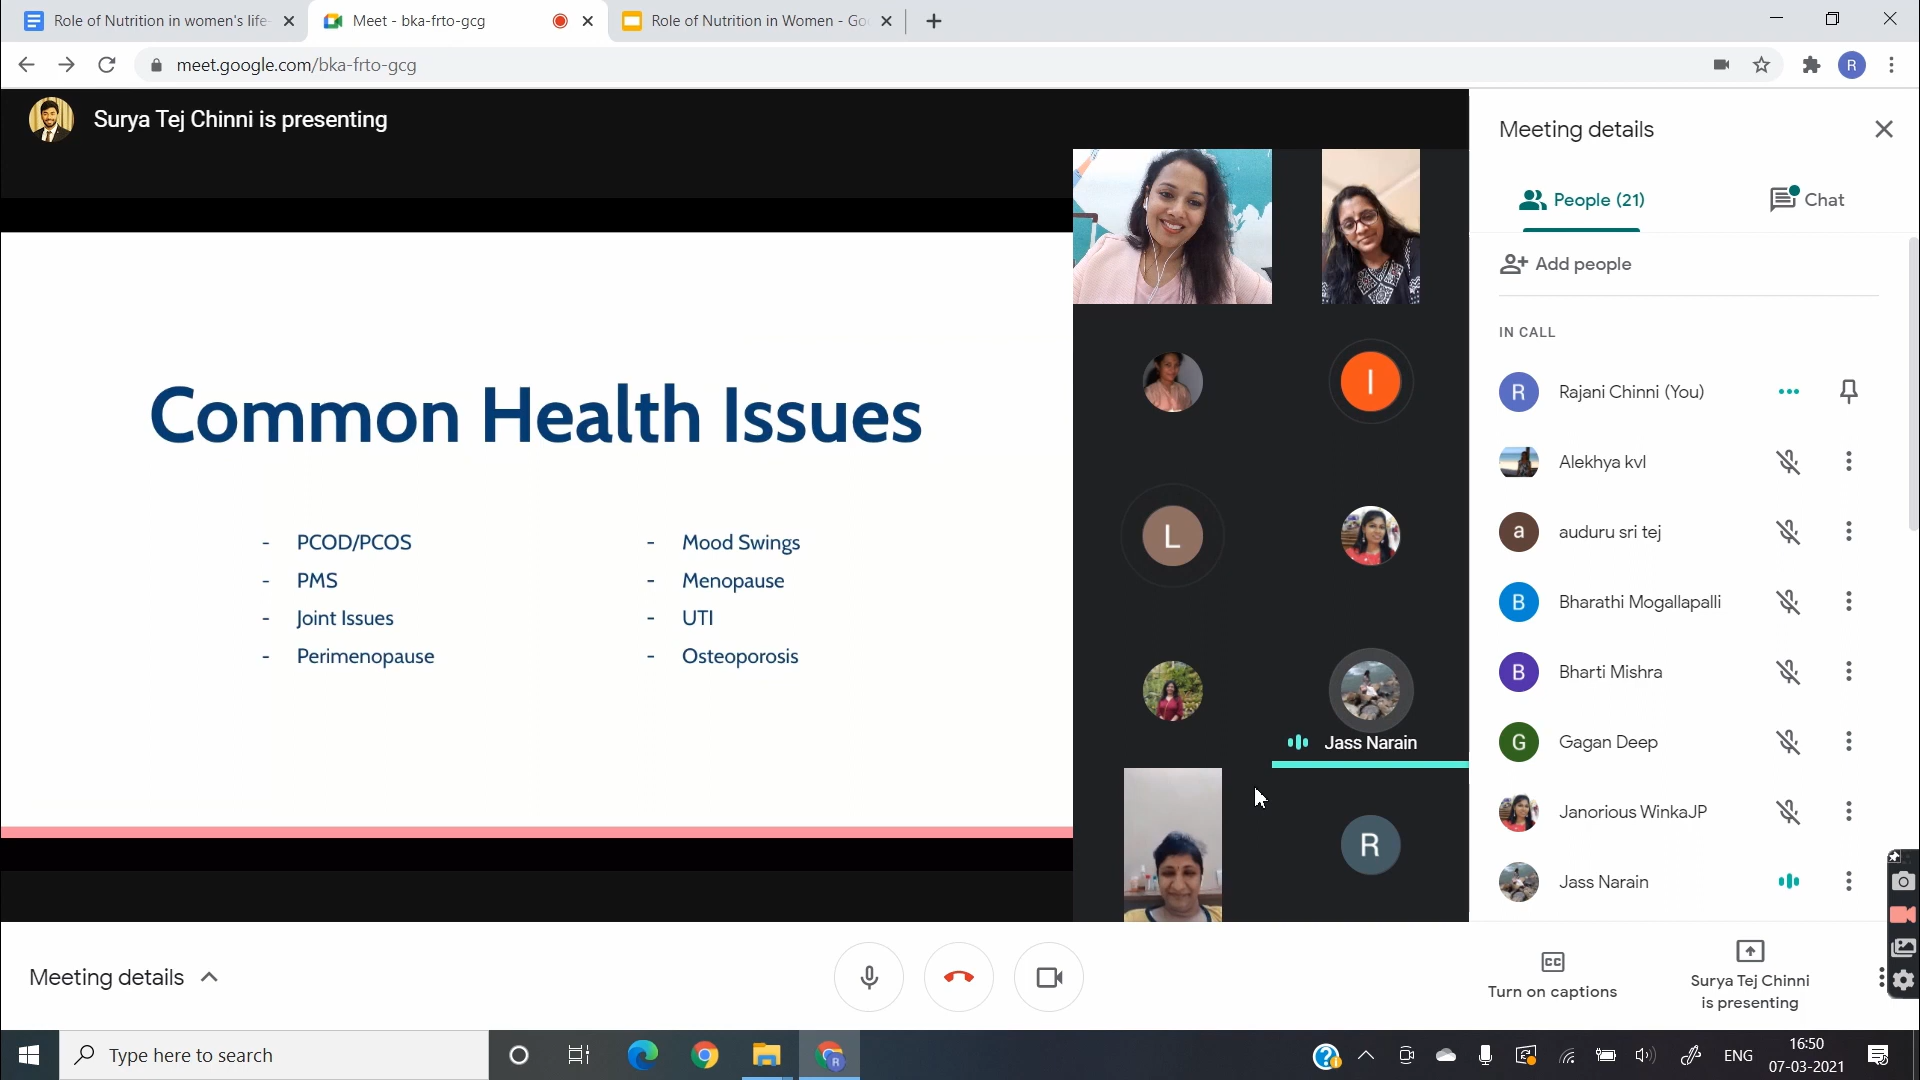 Role of Nutrition in women's life-
Meet - bka-frto-gcg
Role of Nutrition in Women - Goo
meet.google.com/bka-frto-gcg
R
Surya Tej Chinni is presenting
Common Health Issues
- PCOD/PCOS
- PMS
- Joint Issues
- Perimenopause
- Mood Swings
- Menopause
- UTI
- Osteoporosis
I
L
Jass Narain
R
Meeting details
People (21)
Chat
Add people
IN CALL
R Rajani Chinni (You)
Alekhya kvl
a auduru sri tej
B Bharathi Mogallapalli
B Bharti Mishra
G Gagan Deep
Janorious WinkaJP
Jass Narain
Meeting details
CC
Turn on captions
Surya Tej Chinni
is presenting
Type here to search
R
ENG
16:50
07-03-2021